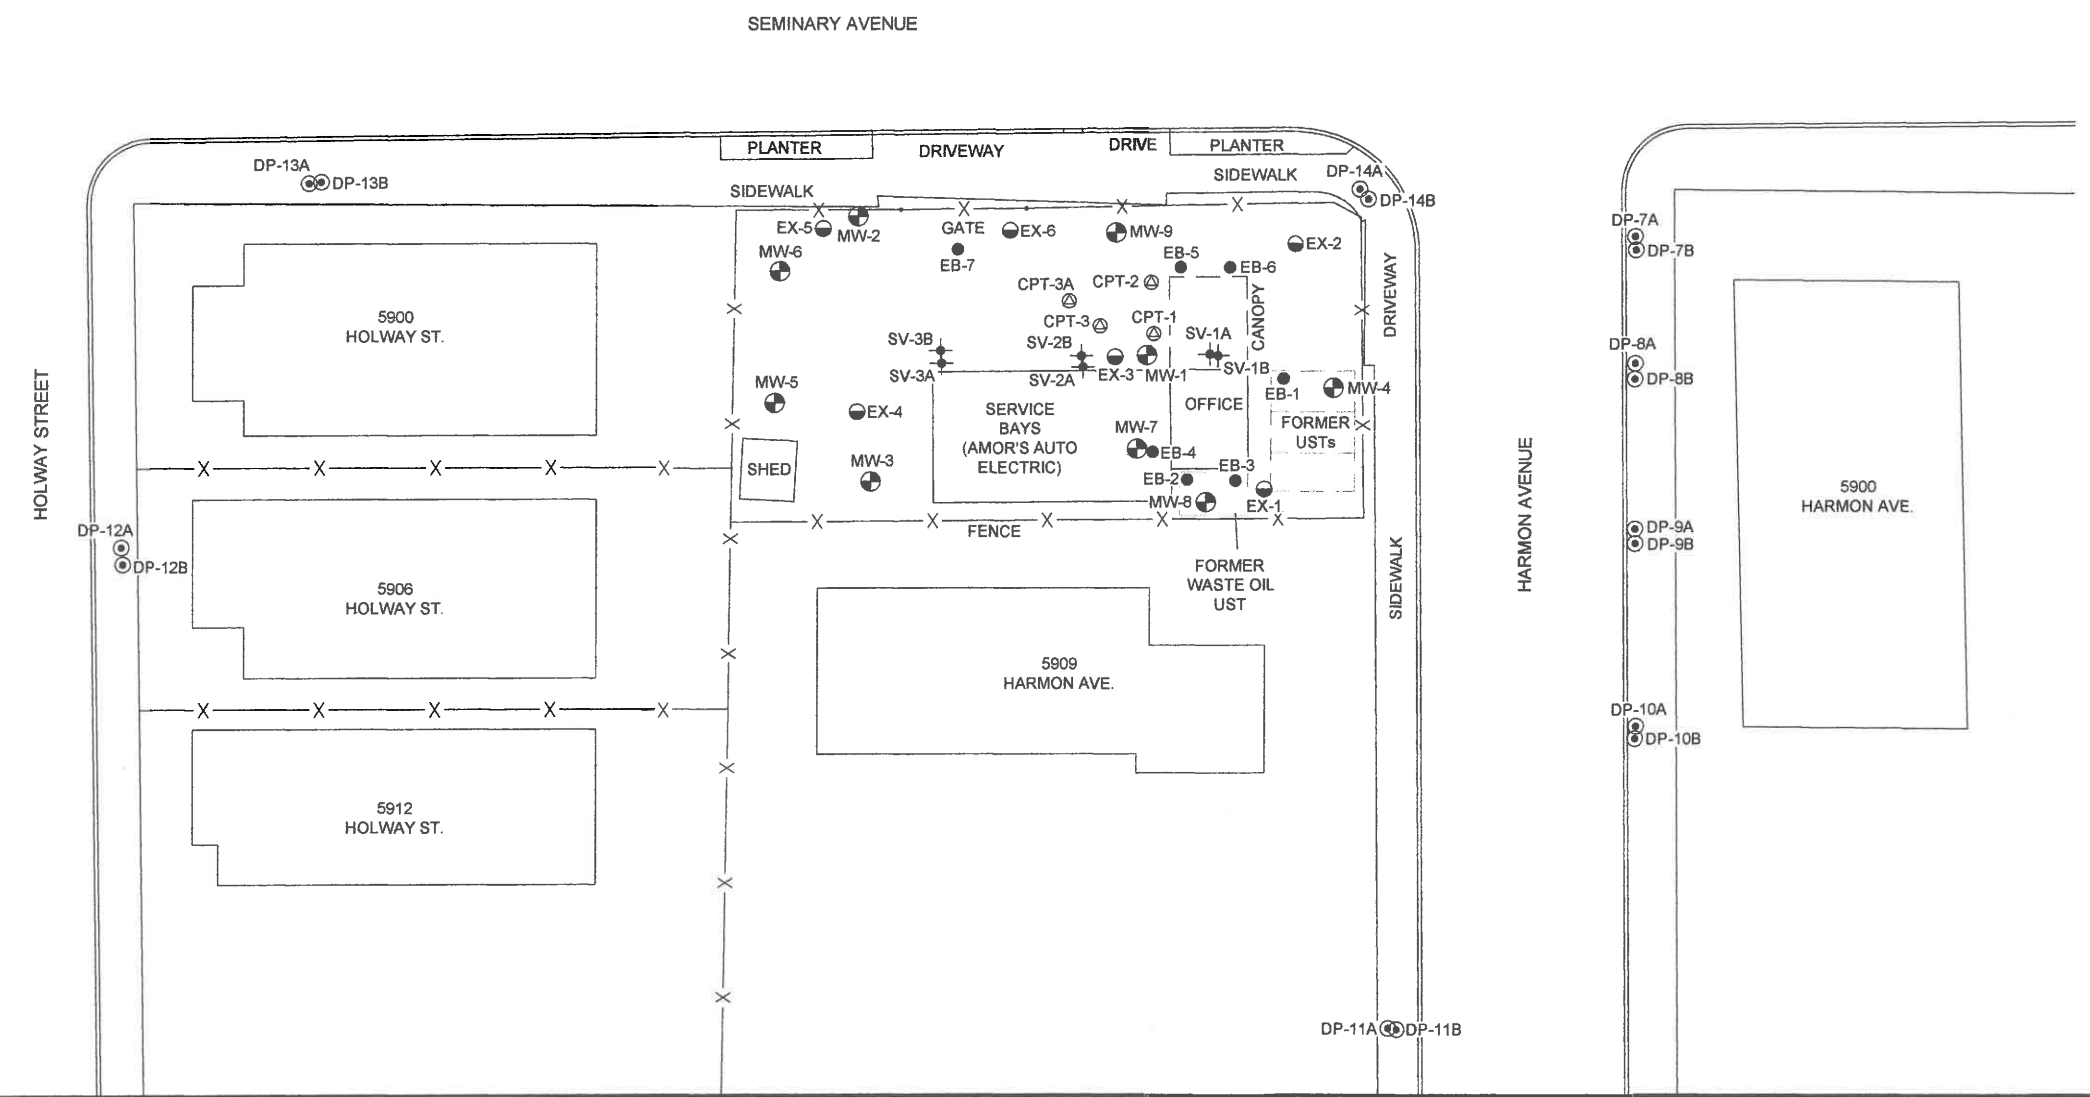 SEMINARY AVENUE
PLANTER
DRIVEWAY
DRIVE
PLANTER
DP-13A
DP-13B
SIDEWALK
SIDEWALK
DP-14A
DP-14B
DP-7A
DP-7B
EX-5
MW-2
GATE
EX-6
MW-9
EX-2
MW-6
EB-7
EB-5
EB-6
CPT-3A
CPT-2
CANOPY
DRIVEWAY
5900
HOLWAY ST.
CPT-3
CPT-1
SV-3B
SV-2B
SV-1A
DP-8A
DP-8B
SV-3A
SV-2A
EX-3
MW-1
SV-1B
MW-5
EB-1
MW-4
EX-4
SERVICE
BAYS
(AMOR'S AUTO
ELECTRIC)
OFFICE
FORMER
USTs
MW-7
EB-4
HOLWAY STREET
SHED
MW-3
EB-3
EB-2
MW-8
EX-1
5900
HARMON AVE.
HARMON AVENUE
FENCE
DP-9A
DP-9B
DP-12A
DP-12B
FORMER
WASTE OIL
UST
SIDEWALK
5906
HOLWAY ST.
5909
HARMON AVE.
DP-10A
DP-10B
5912
HOLWAY ST.
DP-11A
DP-11B